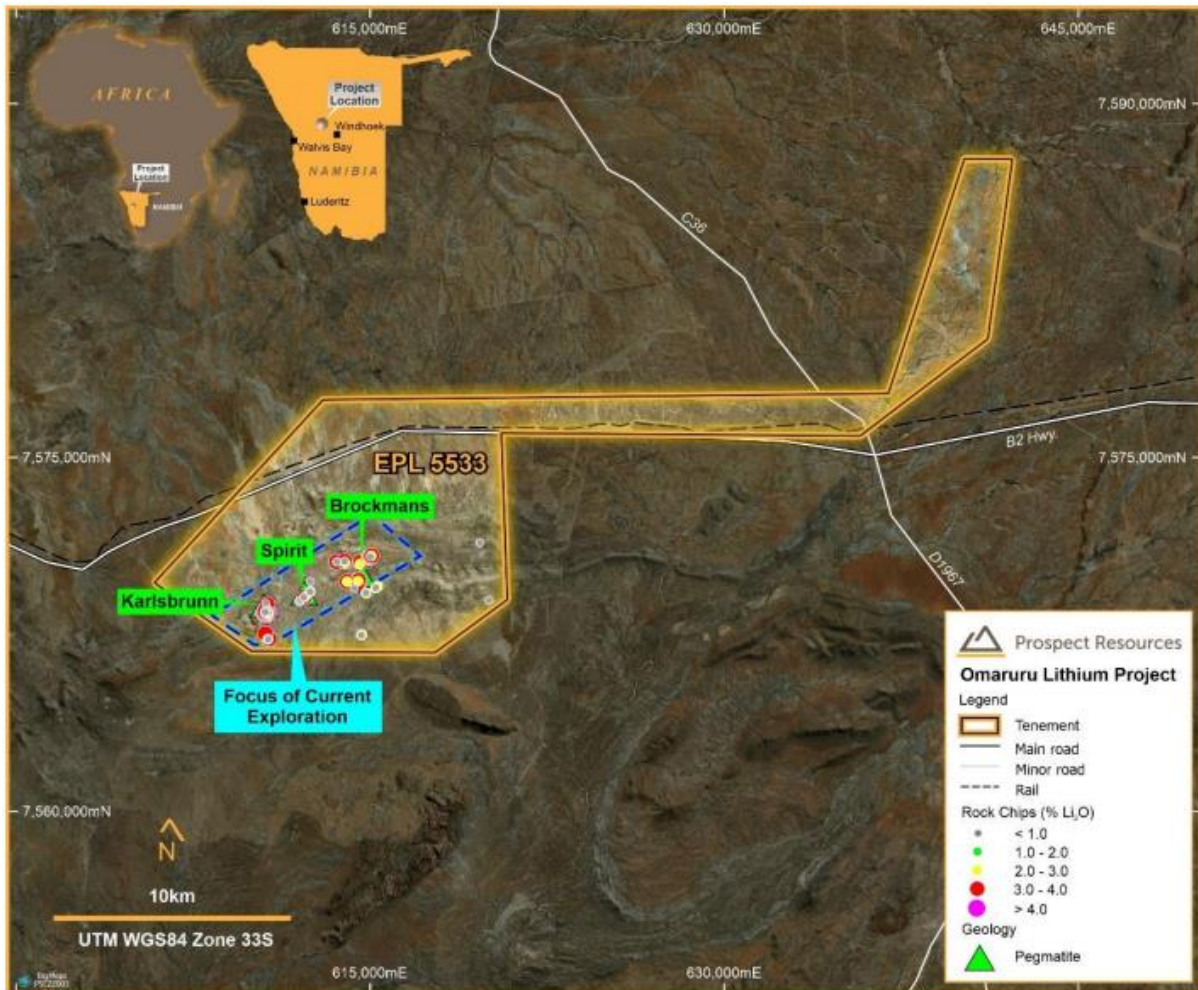 615,000mE
630,000mE
645,000mE
AFRICA
Project
Location
NAMIBIA
Project
Location
Windhoek
Walvis Bay
NAMIBIA
Luderitz
7,590,000mN
C36
7,575,000mN
7,575,000mN
B2 Hwy.
D1967
EPL 5533
Brockmans
Spirit
Karlsbrunn
Focus of Current
Exploration
7,560,000mN
N
10km
UTM WGS84 Zone 33S
615,000mE
630,000mE
Prospect Resources
Omaruru Lithium Project
Legend
Tenement
Main road
Minor road
Rail
Rock Chips (% Li₂O)
< 1.0
1.0 - 2.0
2.0 - 3.0
3.0 - 4.0
> 4.0
Geology
Pegmatite